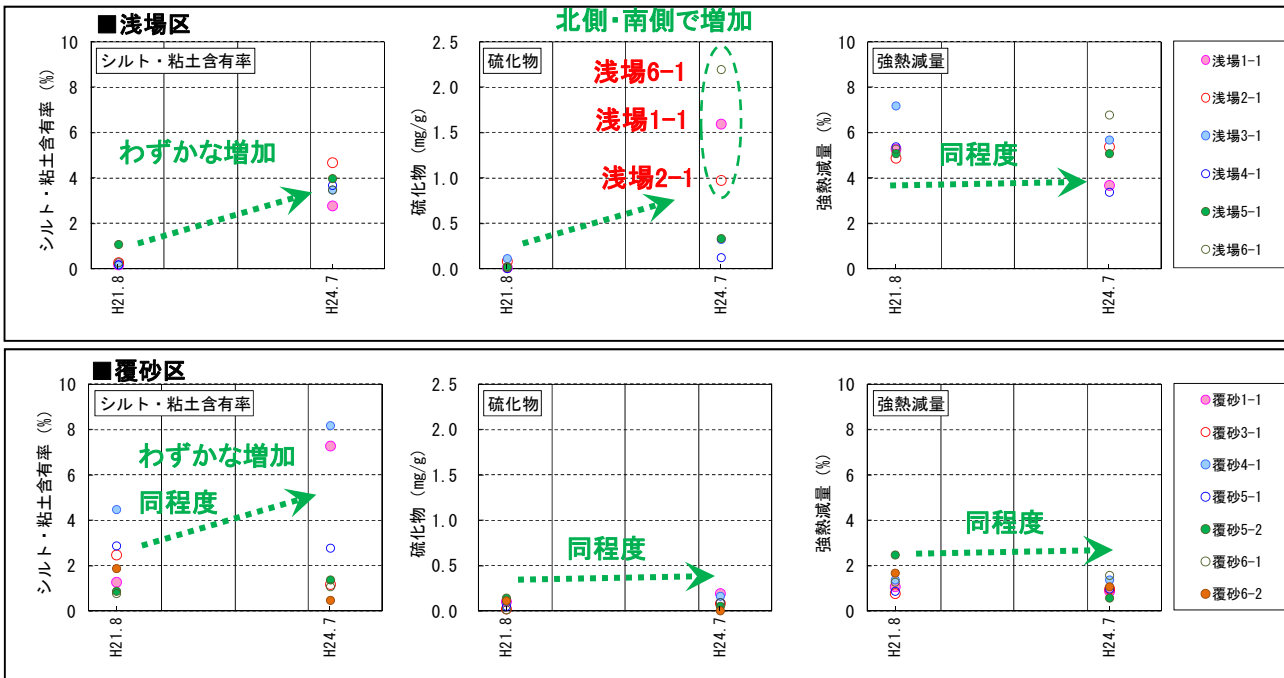 ■浅場区
北側・南側で増加
シルト・粘土含有率 (%)
10
8
6
4
2
0
シルト・粘土含有率
わずかな増加
H21.8
H24.7
硫化物 (mg/g)
2.5
2.0
1.5
1.0
0.5
0.0
硫化物
浅場6-1
浅場1-1
浅場2-1
H21.8
H24.7
強熱減量 (%)
10
8
6
4
2
0
強熱減量
同程度
H21.8
H24.7
浅場1-1
浅場2-1
浅場3-1
浅場4-1
浅場5-1
浅場6-1
■覆砂区
シルト・粘土含有率 (%)
10
8
6
4
2
0
シルト・粘土含有率
わずかな増加
同程度
H21.8
H24.7
硫化物 (mg/g)
2.5
2.0
1.5
1.0
0.5
0.0
硫化物
同程度
H21.8
H24.7
強熱減量 (%)
10
8
6
4
2
0
強熱減量
同程度
H21.8
H24.7
覆砂1-1
覆砂3-1
覆砂4-1
覆砂5-1
覆砂5-2
覆砂6-1
覆砂6-2